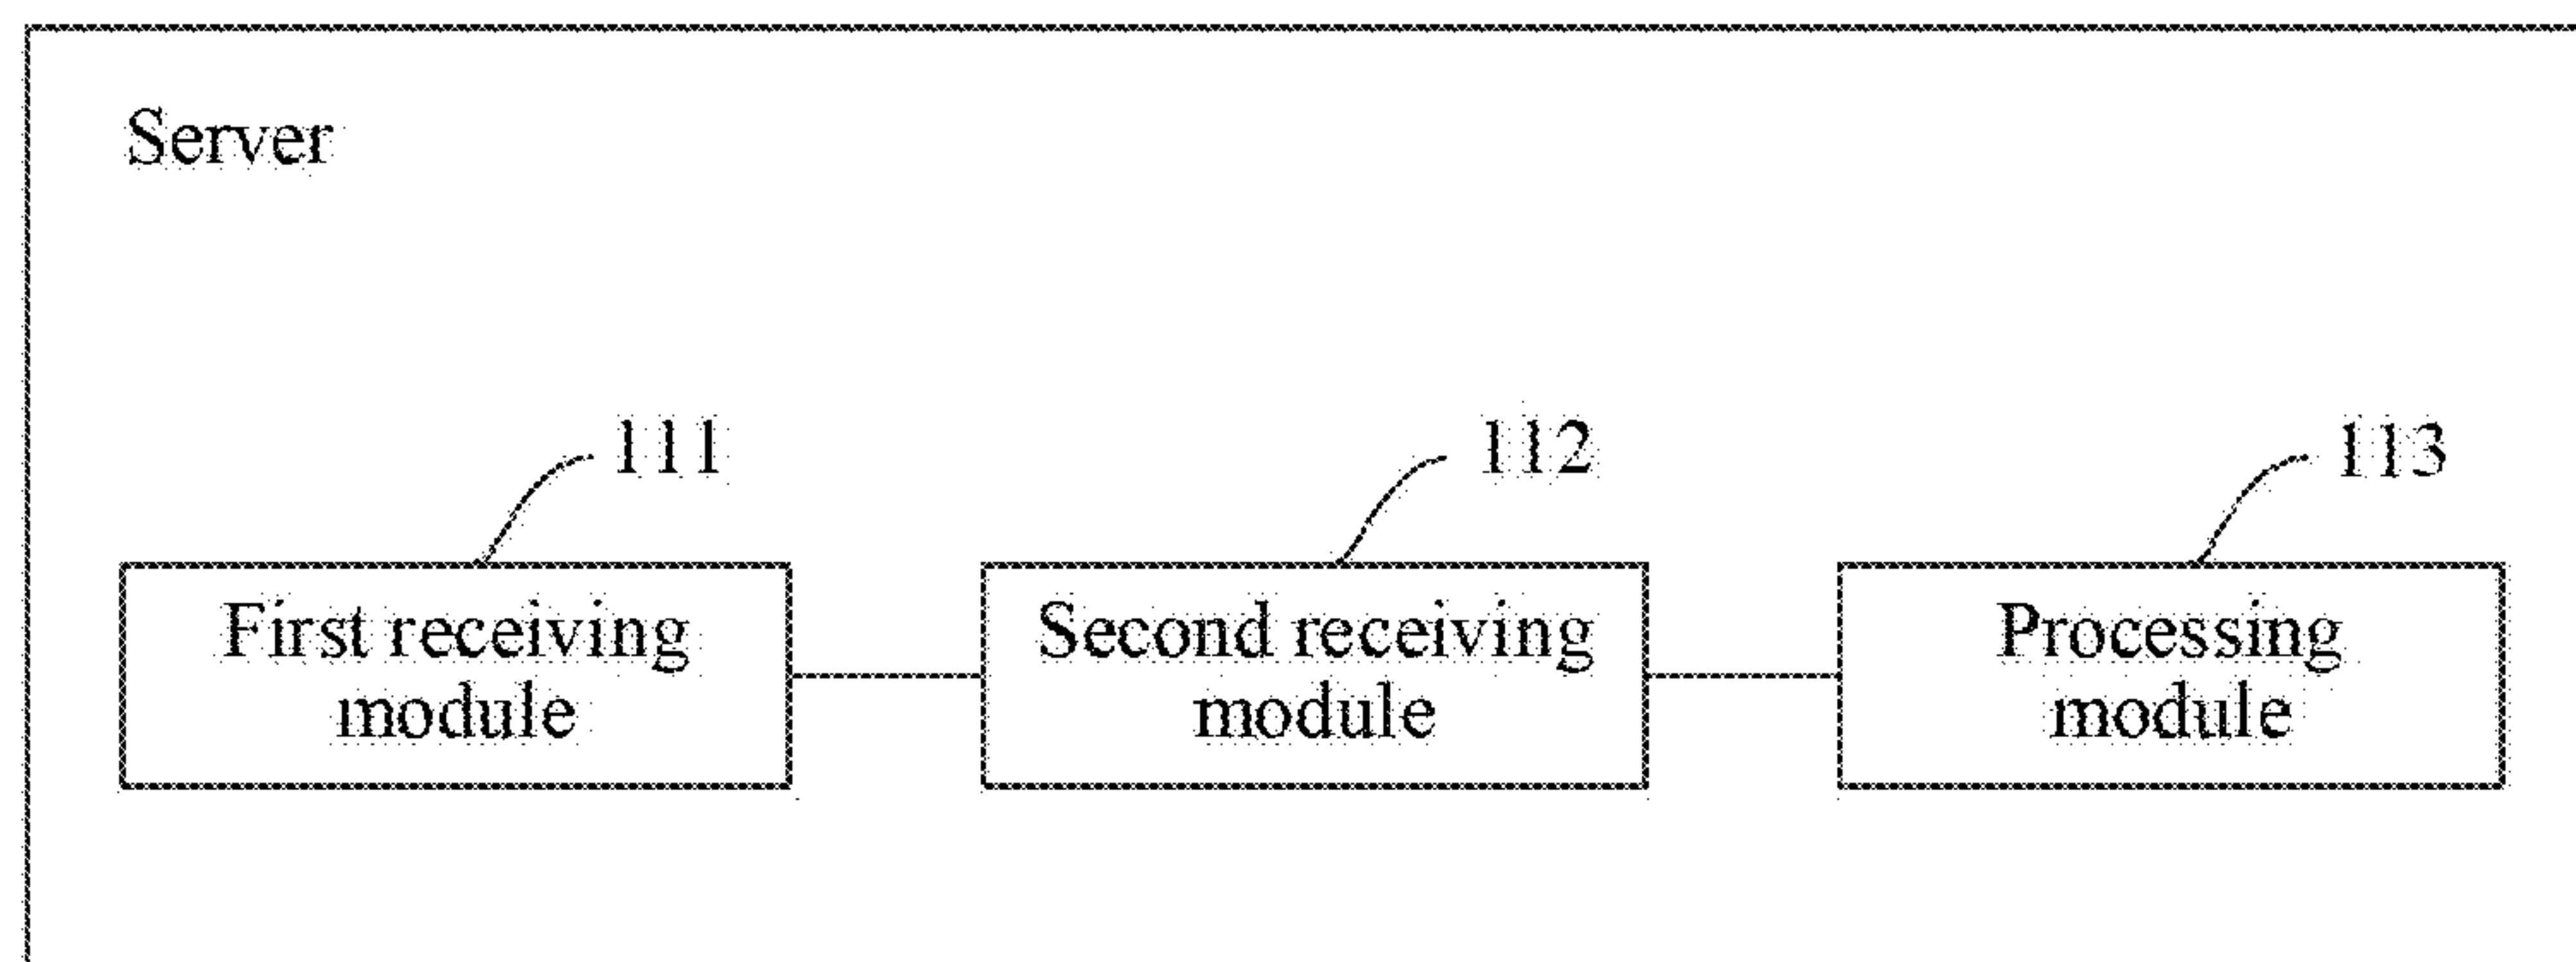 Server
111
112
113
First receiving
module
Second receiving
module
Processing
module